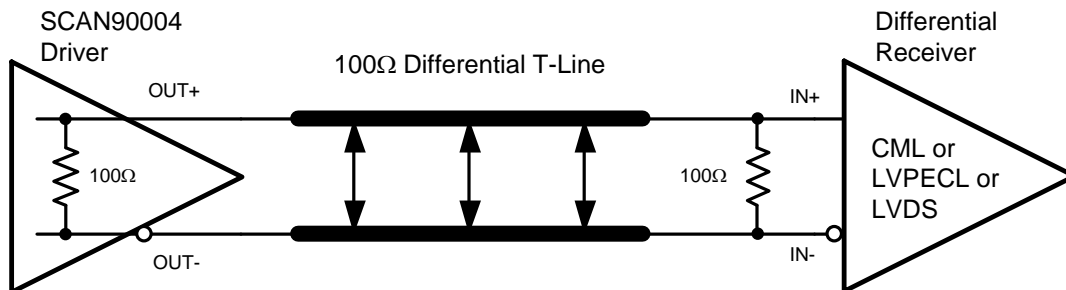 SCAN90004
Driver
Differential
Receiver
100Ω Differential T-Line
OUT+
IN+
100Ω
100Ω
CML or
LVPECL or
LVDS
OUT-
IN-